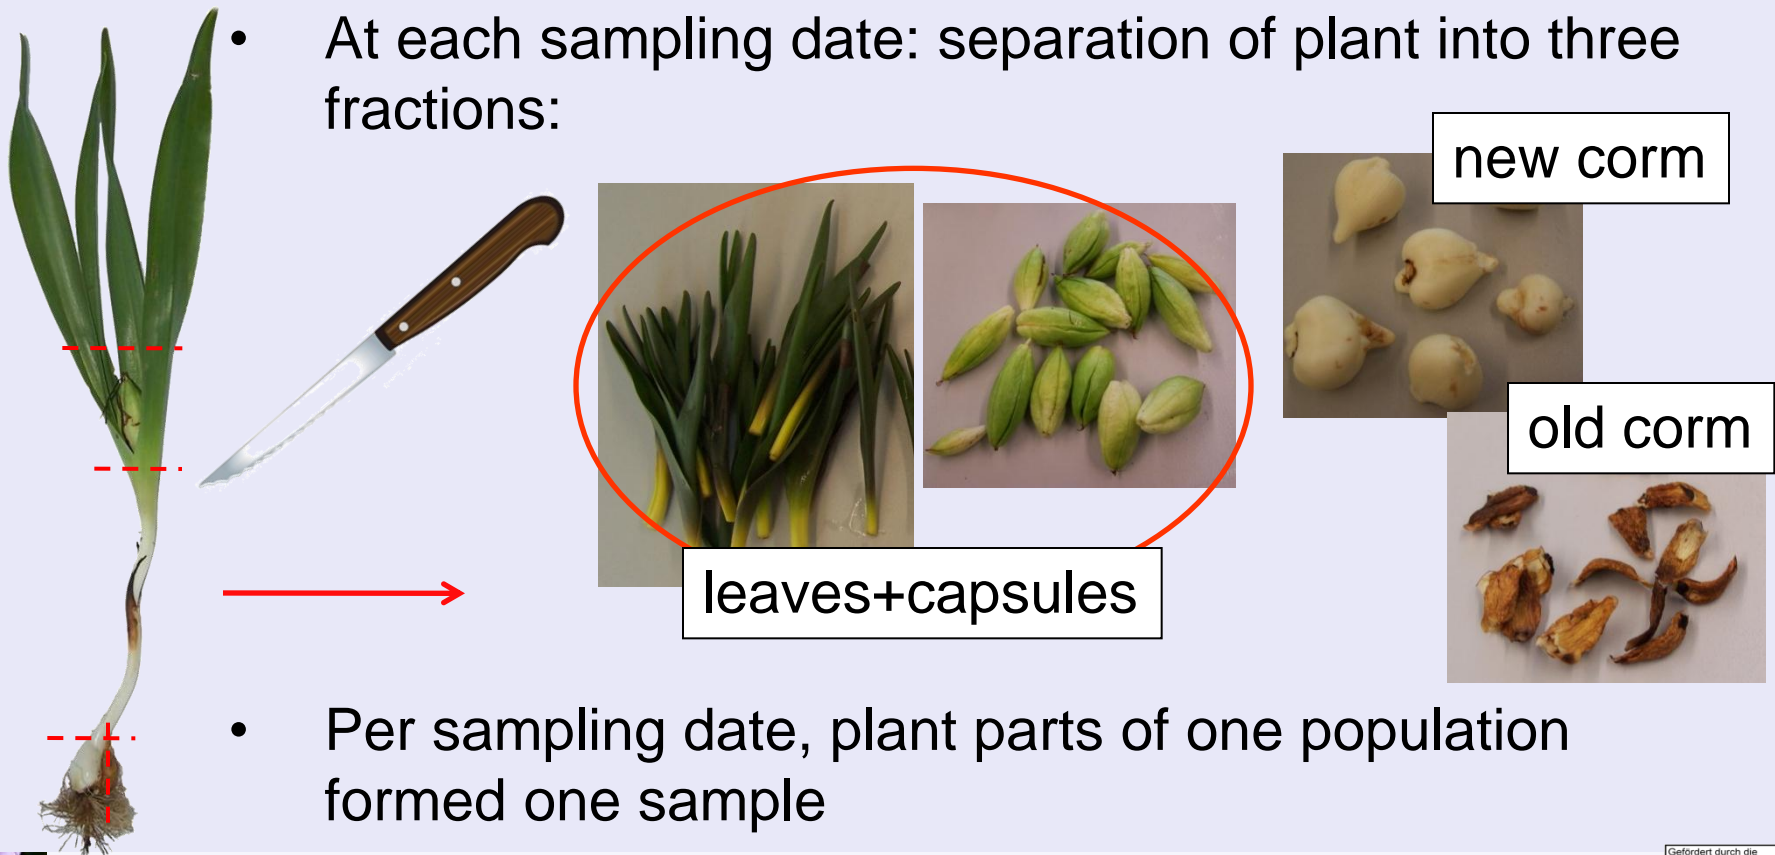 • At each sampling date: separation of plant into three
fractions:
new corm
old corm
leaves+capsules
• Per sampling date, plant parts of one population
formed one sample
Gefördert durch die